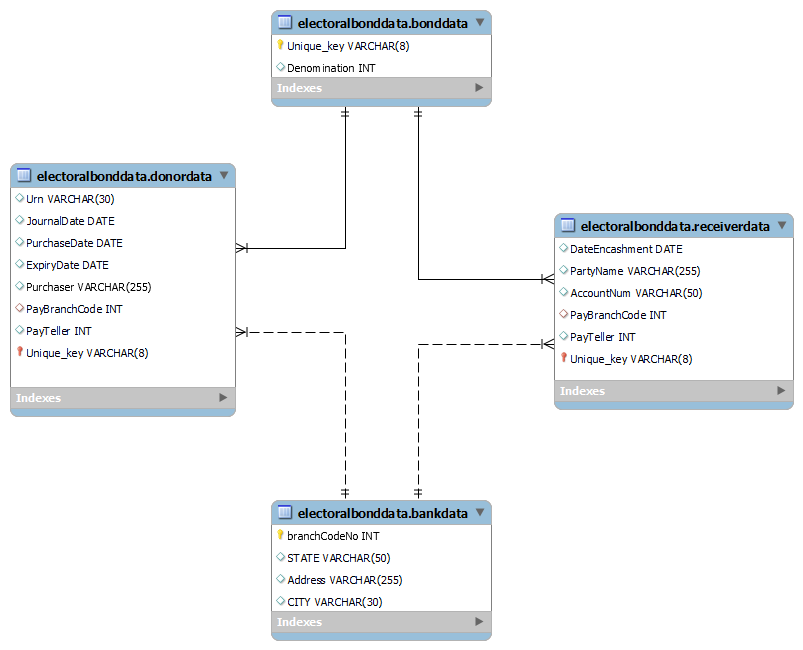 electoralbonddata.bonddata
Unique_key VARCHAR(8)
Denomination INT
Indexes
electoralbonddata.donordata
Urn VARCHAR(30)
JournalDate DATE
PurchaseDate DATE
ExpiryDate DATE
Purchaser VARCHAR(255)
PayBranchCode INT
PayTeller INT
Unique_key VARCHAR(8)
Indexes
electoralbonddata.receiverdata
DateEncashment DATE
PartyName VARCHAR(255)
AccountNum VARCHAR(50)
PayBranchCode INT
PayTeller INT
Unique_key VARCHAR(8)
Indexes
electoralbonddata.bankdata
branchCodeNo INT
STATE VARCHAR(50)
Address VARCHAR(255)
CITY VARCHAR(30)
Indexes